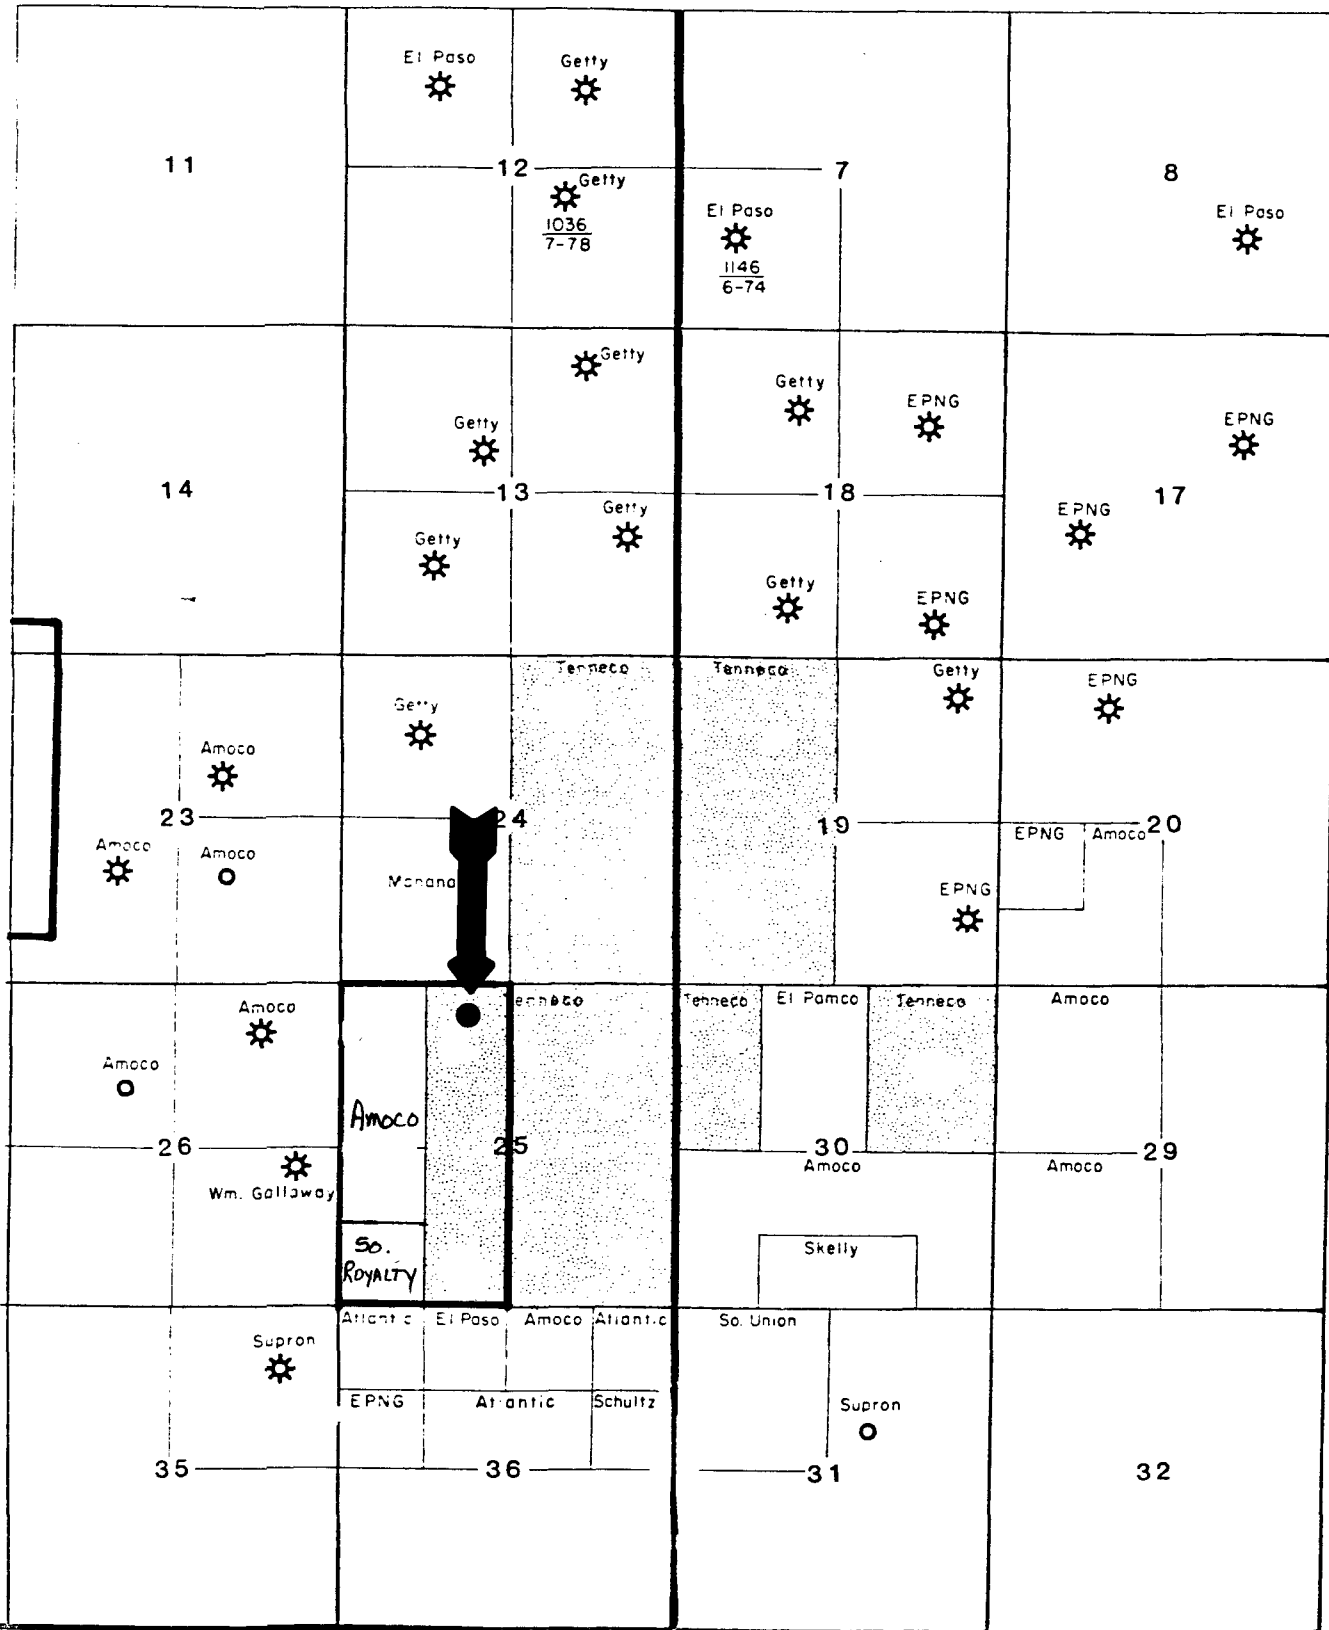 El Paso
Getty
11
12
Getty
1036
7-78
7
8
El Paso
1146
6-74
El Paso
Getty
Getty
Getty
EPNG
EPNG
14
13
18
17
Getty
Getty
EPNG
Getty
EPNG
Tenneco
Tenneco
Getty
EPNG
Getty
Amoco
23
24
19
20
EPNG
Amoco
Amoco
Amoco
EPNG
Amoco
Tenneco
El Pamco
Tenneco
Amoco
Amoco
Amoco
26
25
30
29
Amoco
Amoco
Wm. Gallaway
So.
Royalty
Skelly
Atlantic
El Paso
Amoco
Atlantic
So. Union
Supron
EPNG
Atlantic
Schultz
Supron
35
36
31
32